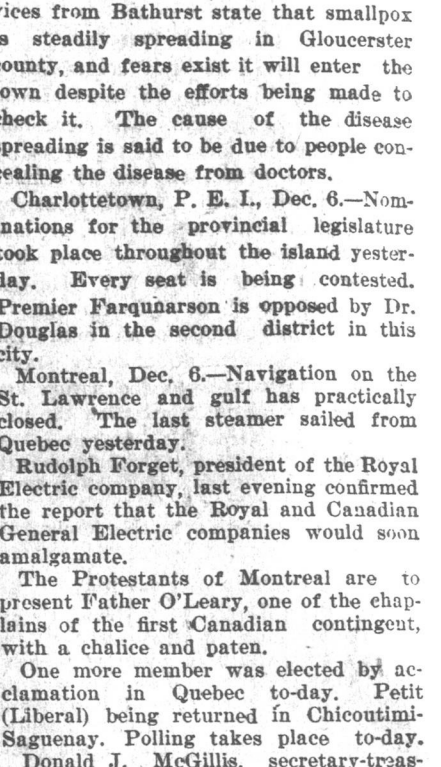 vices from Bathurst state that smallpox
s steadily spreading in Gloucerster
ounty, and fears exist it will enter the
own despite the efforts being made to
heck it. The cause of the disease
spreading is said to be due to people con-
cealing the disease from doctors.
Charlottetown, P. E. I., Dec. 6.—Nom-
nations for the provincial legislature
took place throughout the island yester-
day. Every seat is being contested.
Premier Farquharson is opposed by Dr.
Douglas in the second district in this
city.
Montreal, Dec. 6.—Navigation on the
St. Lawrence and gulf has practically
closed. The last steamer sailed from
Quebec yesterday.
Rudolph Forget, president of the Royal
Electric company, last evening confirmed
the report that the Royal and Canadian
General Electric companies would soon
amalgamate.
The Protestants of Montreal are to
present Father O'Leary, one of the chap-
lains of the first Canadian contingent,
with a chalice and paten.
One more member was elected by ac-
clamation in Quebec to-day. Petit
(Liberal) being returned in Chicoutimi-
Saguenay. Polling takes place to-day.
Donald J. McGillis, secretary-treas-